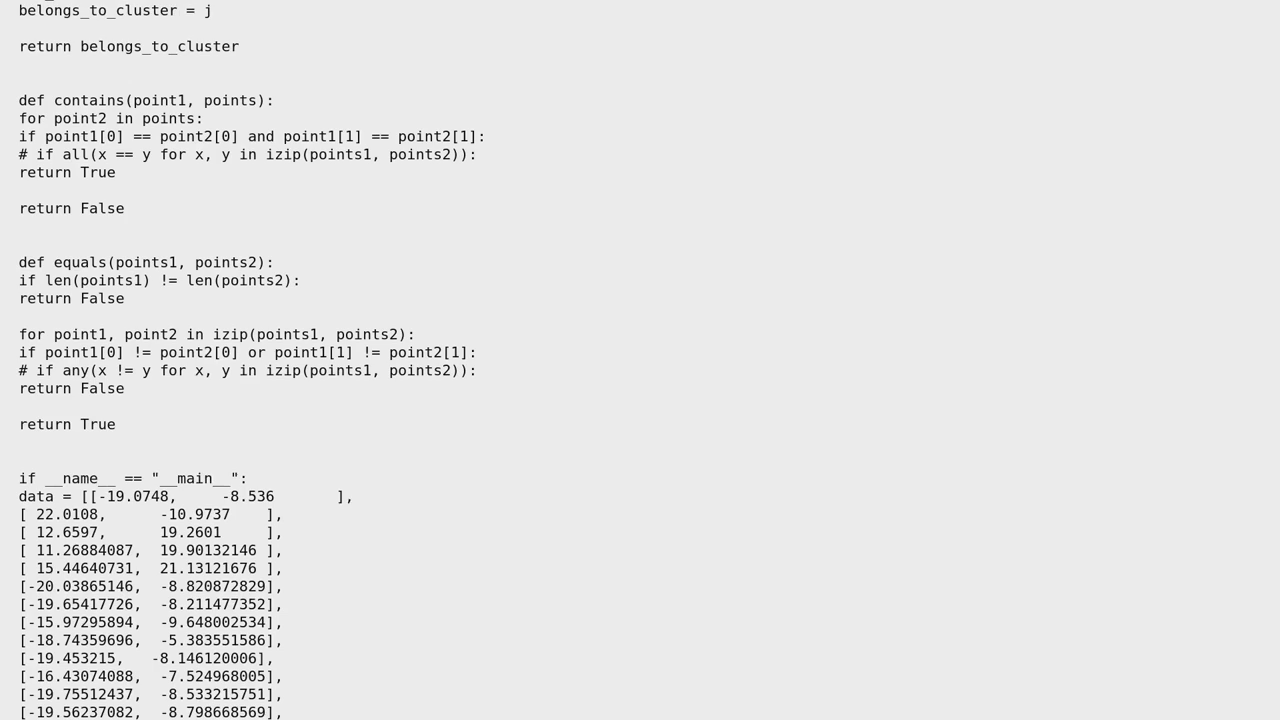 belongs_to_cluster = j
return belongs_to_cluster
def contains(point1, points):
for point2 in points:
if point1[0] == point2[0] and point1[1] == point2[1]:
# if all(x == y for x, y in izip(points1, points2)):
return True
return False
def equals(points1, points2):
if len(points1) != len(points2):
return False
for point1, point2 in izip(points1, points2):
if point1[0] != point2[0] or point1[1] != point2[1]:
# if any(x != y for x, y in izip(points1, points2)):
return False
return True
if __name__ == "__main__":
data = [[-19.0748,     -8.536       ],
[ 22.0108,      -10.9737    ],
[ 12.6597,      19.2601     ],
[ 11.26884087,  19.90132146 ],
[ 15.44640731,  21.13121676 ],
[-20.03865146,  -8.820872829],
[-19.65417726,  -8.211477352],
[-15.97295894,  -9.648002534],
[-18.74359696,  -5.383551586],
[-19.453215,   -8.146120006],
[-16.43074088,  -7.524968005],
[-19.75512437,  -8.533215751],
[-19.56237082,  -8.798668569],